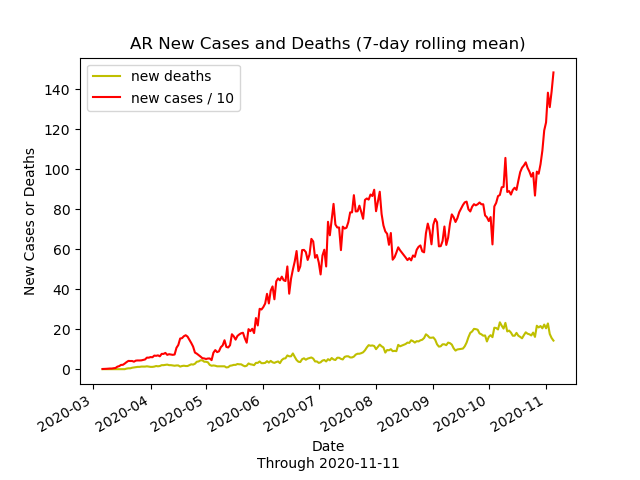 AR New Cases and Deaths (7-day rolling mean)
new deaths
new cases / 10
New Cases or Deaths
140
120
100
80
60
40
20
0
2020-03
2020-04
2020-05
2020-06
2020-07
2020-08
2020-09
2020-10
2020-11
Date
Through 2020-11-11